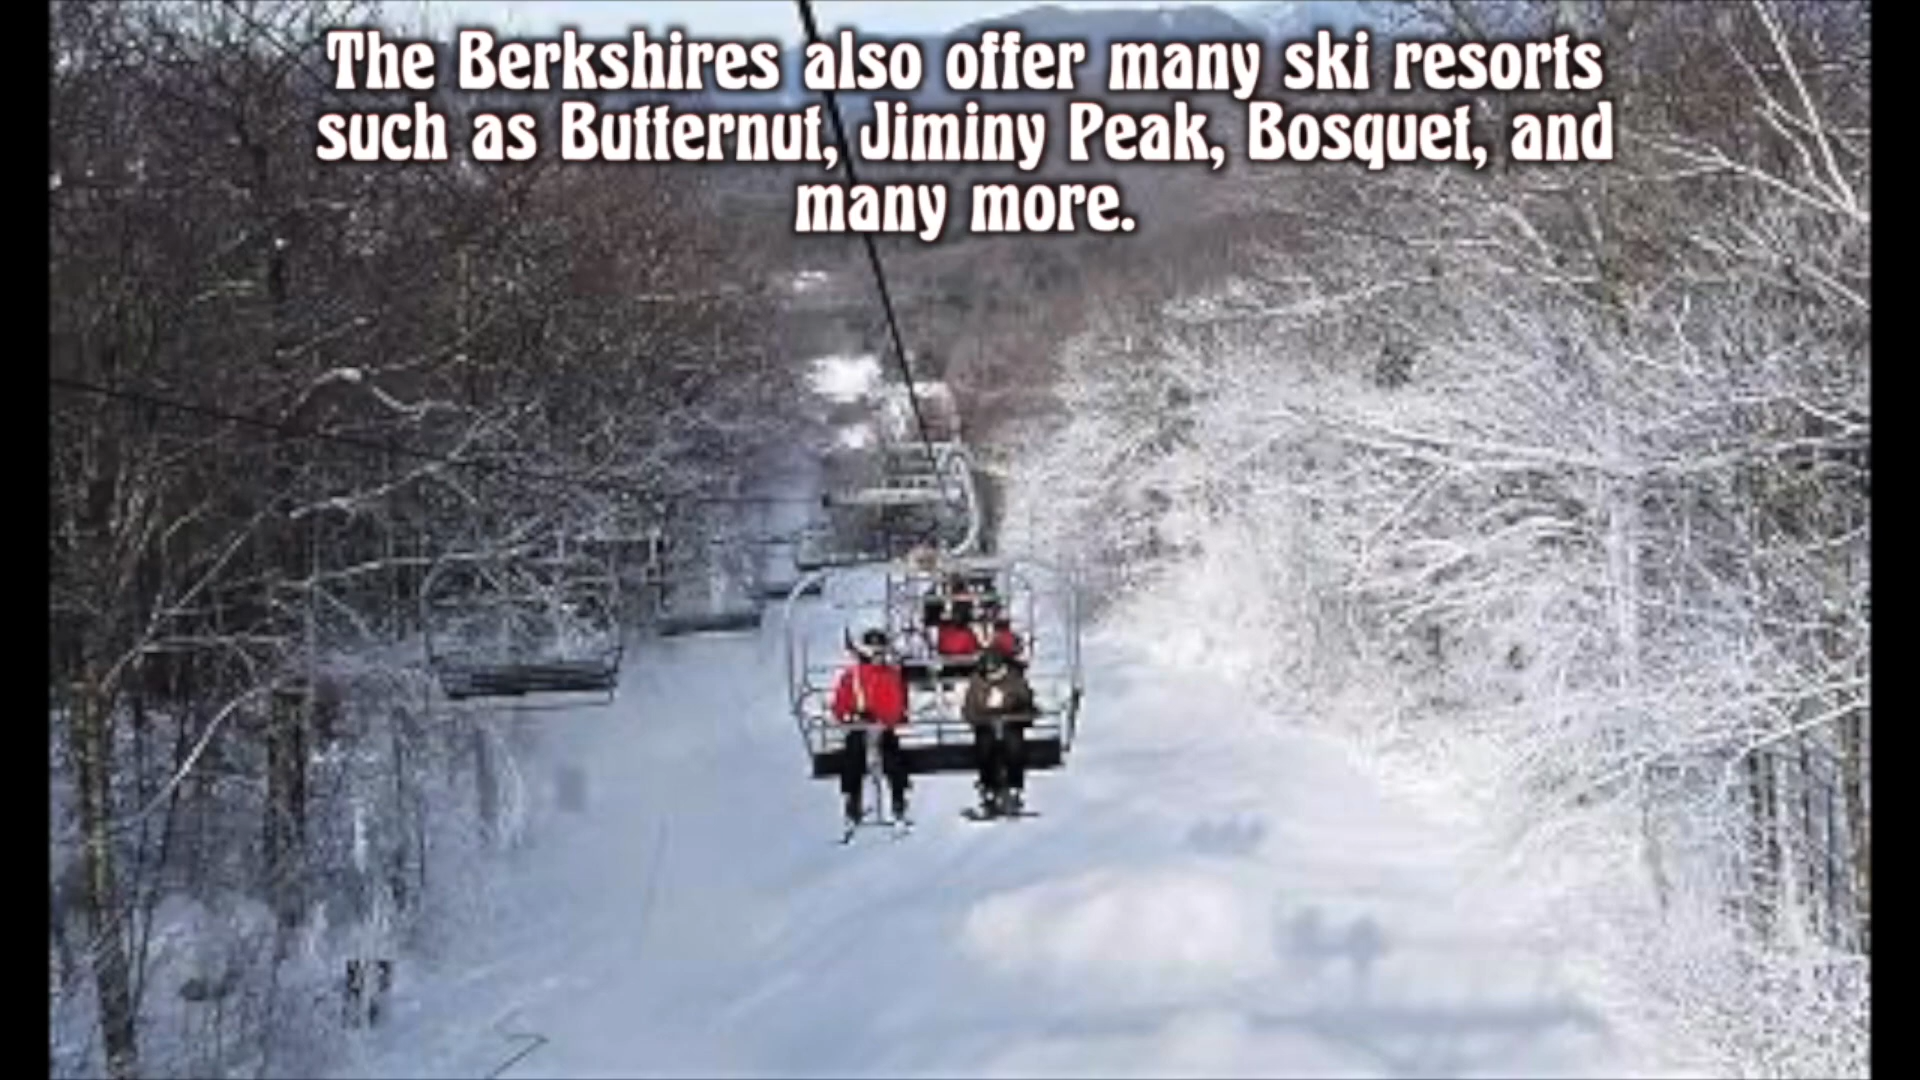 The Berkshires also offer many ski resorts
such as Butternut, Jiminy Peak, Bosquet, and
many more.